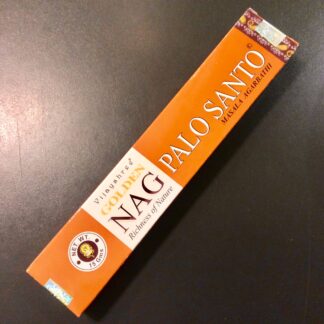 Vijayshree
GOLDEN
NAG
Richness of Nature
PALO SANTO
MASALA AGARBATHI
NET WT.
15 Gms